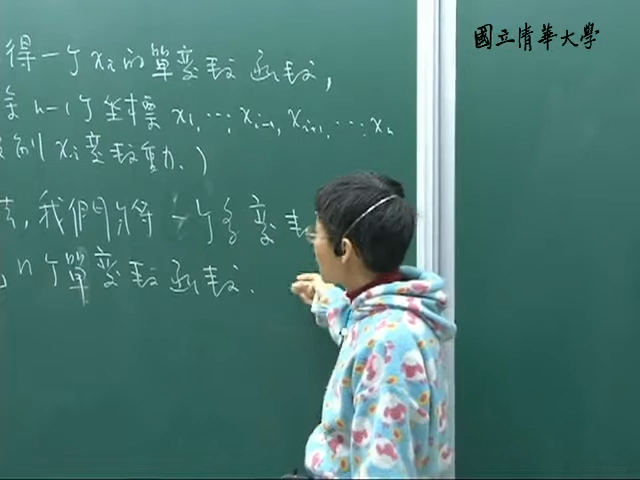 國立清華大學
得一个 xi 的單變數函數,
n-1 个坐標 x1, ..., xi-1, xi+1, ..., xn
xi 變數動.)
我們將一个多變數
n 个單變數函數.